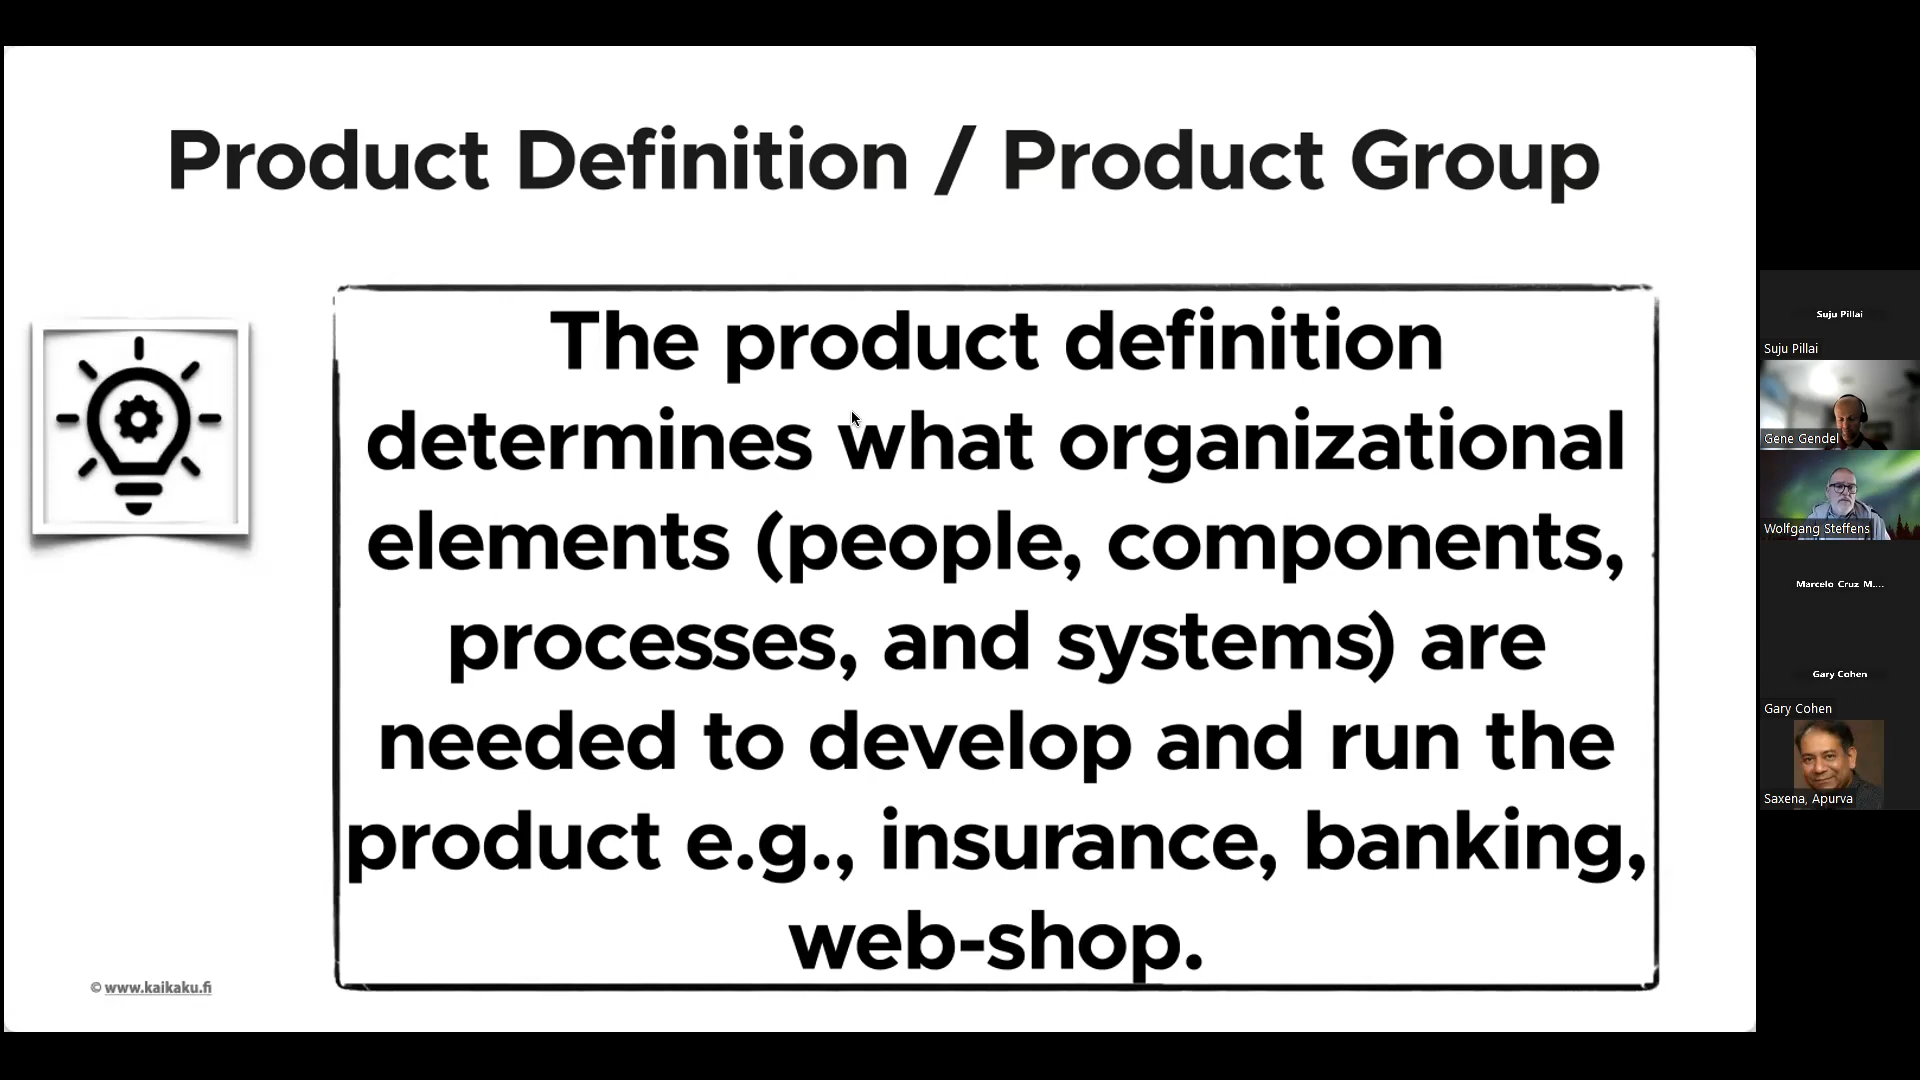 Product Definition / Product Group
The product definition
determines what organizational
elements (people, components,
processes, and systems) are
needed to develop and run the
product e.g., insurance, banking,
web-shop.
© www.kaikaku.fi
Suju Pillai
Suju Pillai
Gene Gendel
Wolfgang Steffens
Marcelo Cruz M....
Gary Cohen
Gary Cohen
Saxena, Apurva